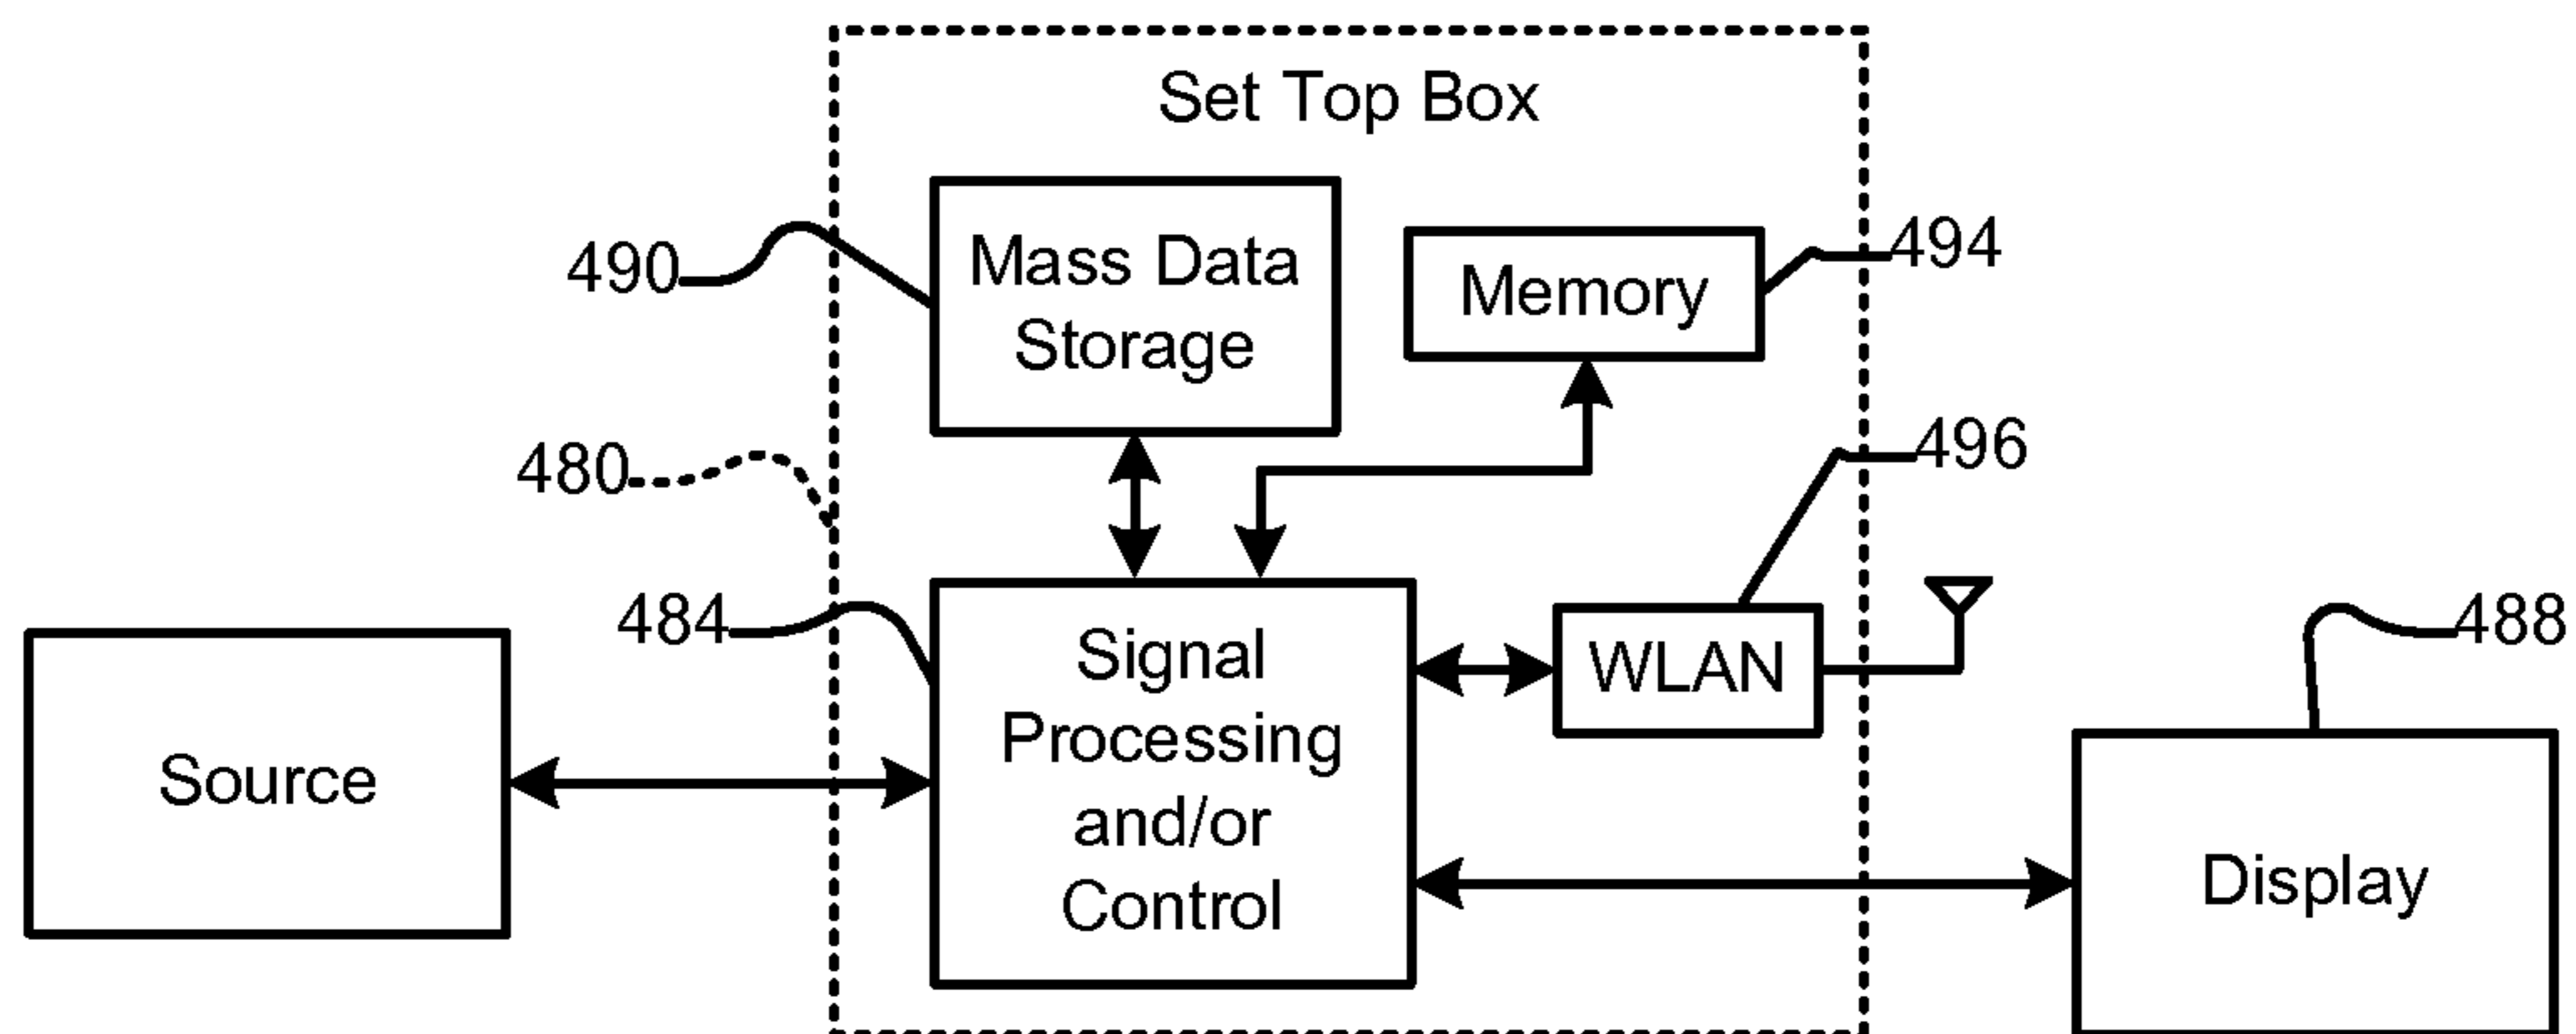 Set Top Box
490
Mass Data
Storage
Memory
494
480
496
484
Signal
Processing
and/or
Control
WLAN
488
Source
Display